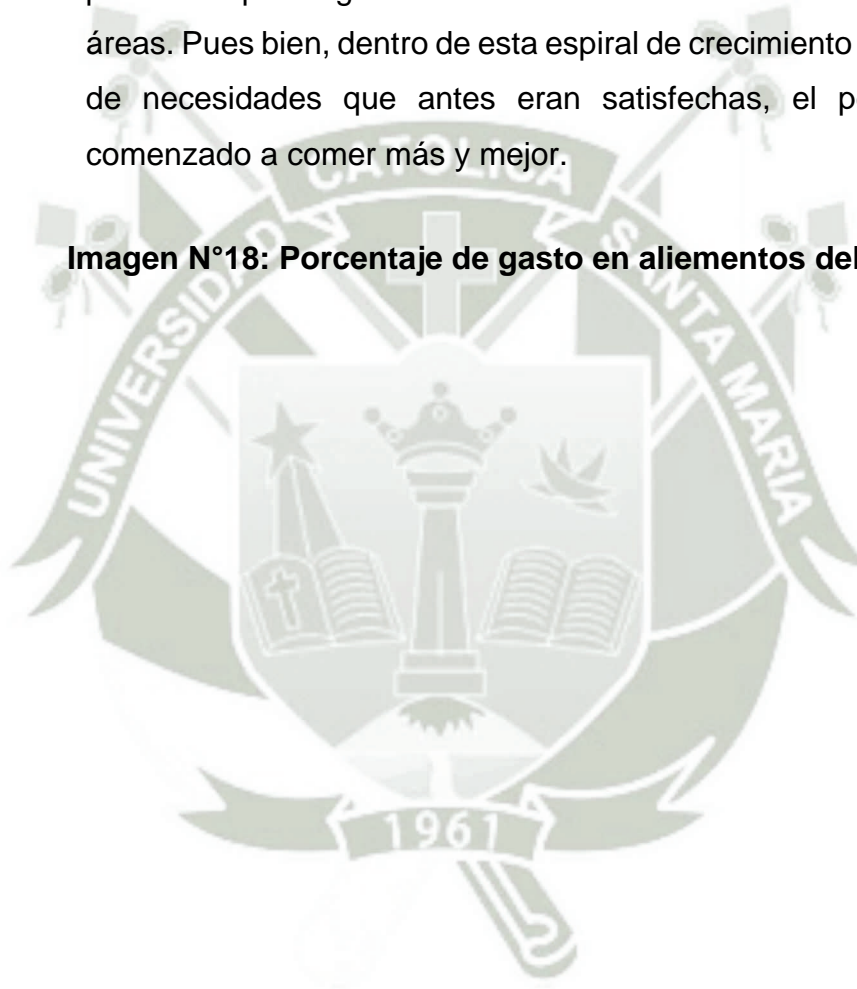 áreas. Pues bien, dentro de esta espiral de crecimiento
de necesidades que antes eran satisfechas, el
comenzado a comer más y mejor.
Imagen N°18: Porcentaje de gasto en aliementos del
UNIVERSIDAD CATOLICA SANTA MARIA
1961